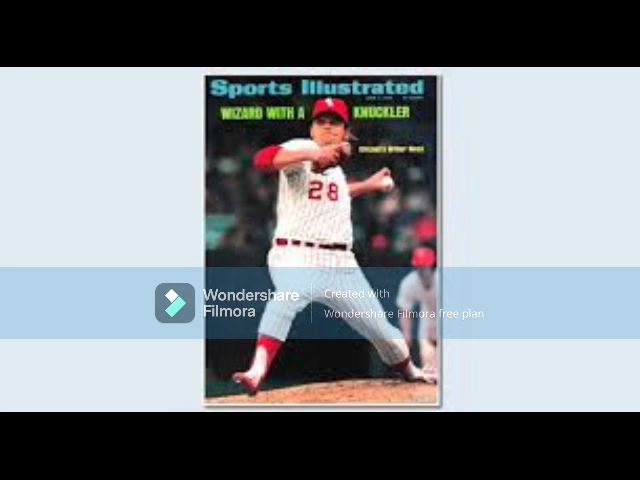 Sports Illustrated
WIZARD WITH A KNUCKLER
28
Wondershare
Filmora
Created with
Wondershare Filmora free plan